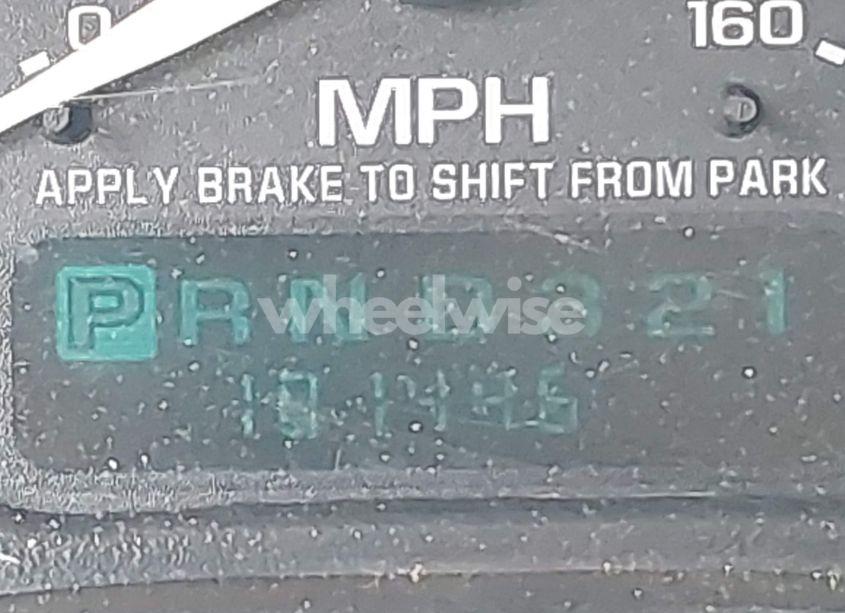 0
160
MPH
APPLY BRAKE TO SHIFT FROM PARK
P R N D 3 2 1
wheelwise